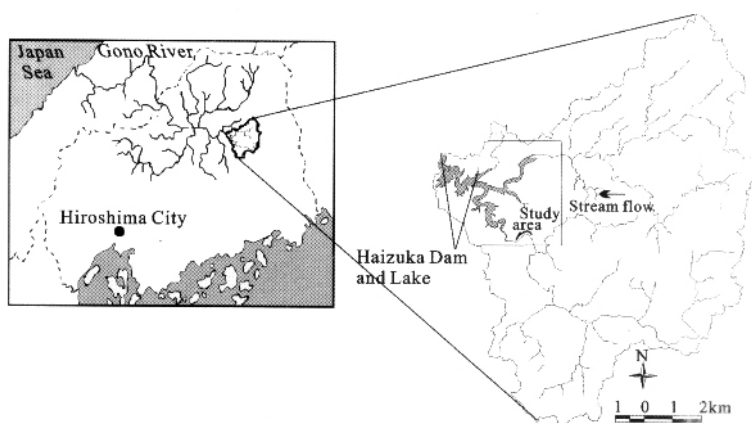 Japan
Sea
Gono River
Hiroshima City
Haizuka Dam
and Lake
Study
area
Stream flow
N
1 0 1 2km